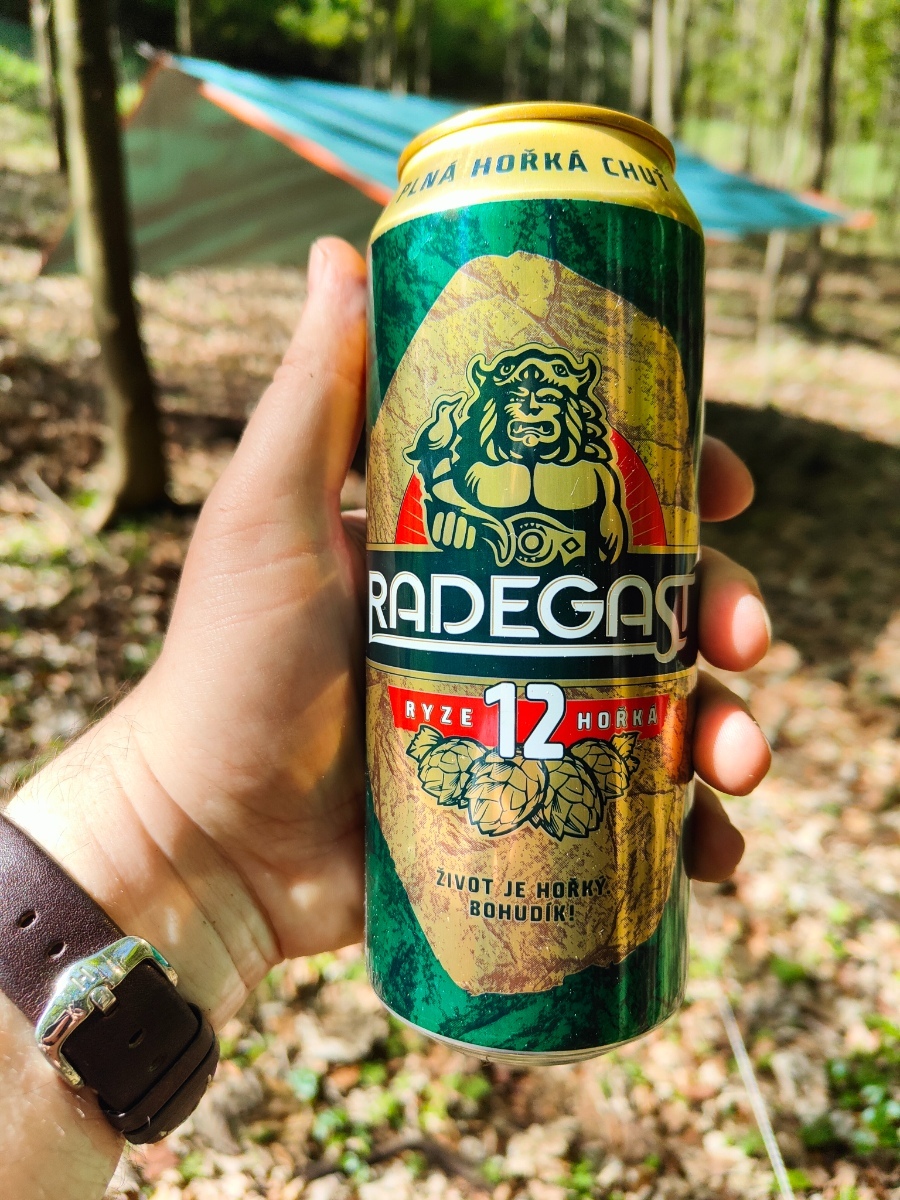 PLNÁ HOŘKÁ CHUŤ
RADEGAST
RYZE 12 HOŘKÁ
ŽIVOT JE HOŘKÝ.
BOHUDÍK!